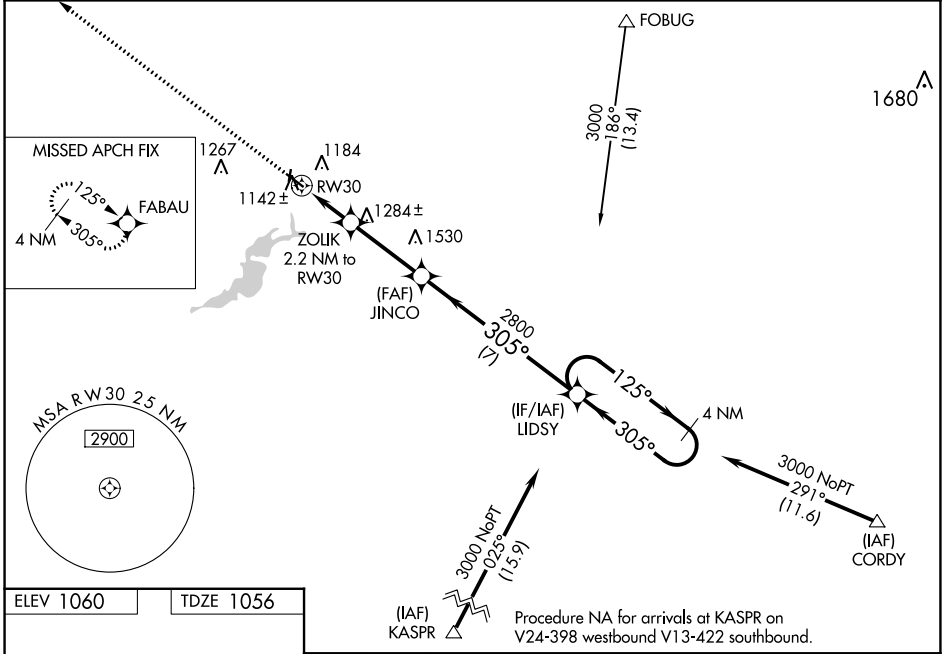 FOBUG
3000
186°
(13.4)
1680
MISSED APCH FIX
125°
FABAU
305°
4 NM
1267
1184
1142 ±
RW30
1284 ±
ZOLIK
2.2 NM to
RW30
1530
(FAF)
JINCO
2800
305°
(7)
(IF/IAF)
LIDSY
125°
305°
4 NM
3000 NoPT
291°
(11.6)
(IAF)
CORDY
3000 NoPT
025°
(15.9)
(IAF)
KASPR
MSA RW30 25 NM
2900
ELEV 1060
TDZE 1056
Procedure NA for arrivals at KASPR on
V24-398 westbound V13-422 southbound.